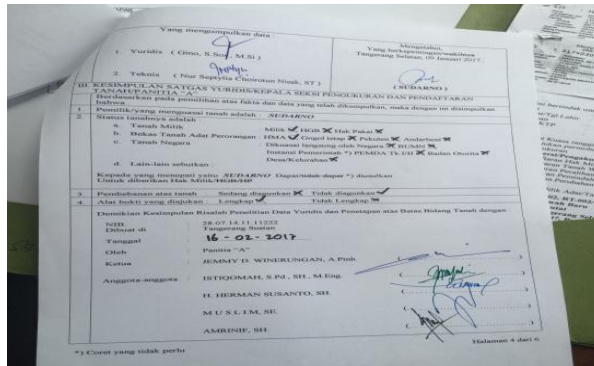 Yang mengumpulkan data :
1. Yuridis ( Gino, S.Sos, M.Si )
Mengetahui,
Yang berkepentingan/wakilnya
Tangerang Selatan, 09 Januari 2017
2. Teknis ( Nur Septylia Choirotun Nisak, ST )
( SUDARNO )
III. KESIMPULAN SATGAS YURIDIS/KEPALA SEKSI PENGUKURAN DAN PENDAFTARAN
TANAH/PANITIA "A"
Berdasarkan pada penilitian atas fakta dan data yang telah dikumpulkan, maka dengan ini disimpulkan
bahwa
1 Pemilik/yang menguasai tanah adalah : SUDARNO
2. Status tanahnya adalah
a. Tanah Milik : Milik HGB Hak Pakai
b. Bekas Tanah Adat Perorangan : HMA Gogol tetap Pekulen Andarbeni
c. Tanah Negara : Dikuasai langsung oleh Negara BUMN
Instansi Pemerintah *) PEMDA Tk.I/II Badan Otorita
Desa/Kelurahan
d. Lain-lain sebutkan :
Kepada yang menempati yaitu SUDARNO Dapat/tidak dapat *) diusulkan
Untuk diberikan Hak Milik/HGB/HP
3 Pembebanan atas tanah : Sedang diagunkan Tidak diagunkan
4 Alat bukti yang diajukan : Lengkap Tidak Lengkap
Demikian Kesimpulan Risalah Penelitian Data Yuridis dan Penetapan atas Batas Bidang Tanah dengan :
NIB 28.07.14.11.11222
Dibuat di Tangerang Suatan
Tanggal 16 - 02 - 2017
Oleh Panitia "A"
Ketua JEMMY D. WINERUNGAN, A.Ptnh
Anggota-anggota ISTIQOMAH, S.Pd., SH., M.Eng.
H. HERMAN SUSANTO, SH.
M U S L I M, SE.
AMRINIF, SH
*) Coret yang tidak perlu
Halaman 4 dari 6